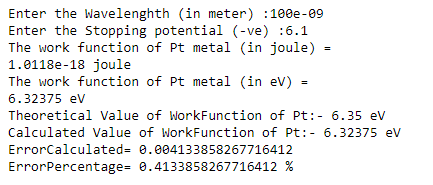 Enter the Wavelenghth (in meter) :100e-09
Enter the Stopping potential (-ve) :6.1
The work function of Pt metal (in joule) =
1.0118e-18 joule
The work function of Pt metal (in eV) =
6.32375 eV
Theoretical Value of WorkFunction of Pt:- 6.35 eV
Calculated Value of WorkFunction of Pt:- 6.32375 eV
ErrorCalculated= 0.004133858267716412
ErrorPercentage= 0.4133858267716412 %